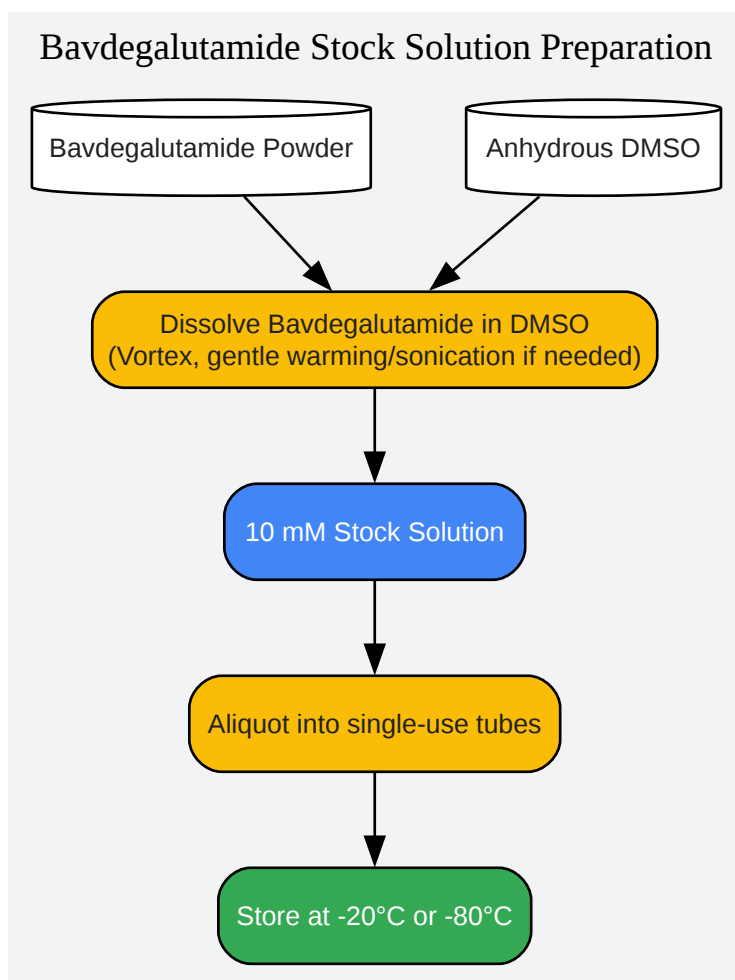 Bavdegalutamide Stock Solution Preparation
Bavdegalutamide Powder
Anhydrous DMSO
Dissolve Bavdegalutamide in DMSO
(Vortex, gentle warming/sonication if needed)
10 mM Stock Solution
Aliquot into single-use tubes
Store at -20°C or -80°C